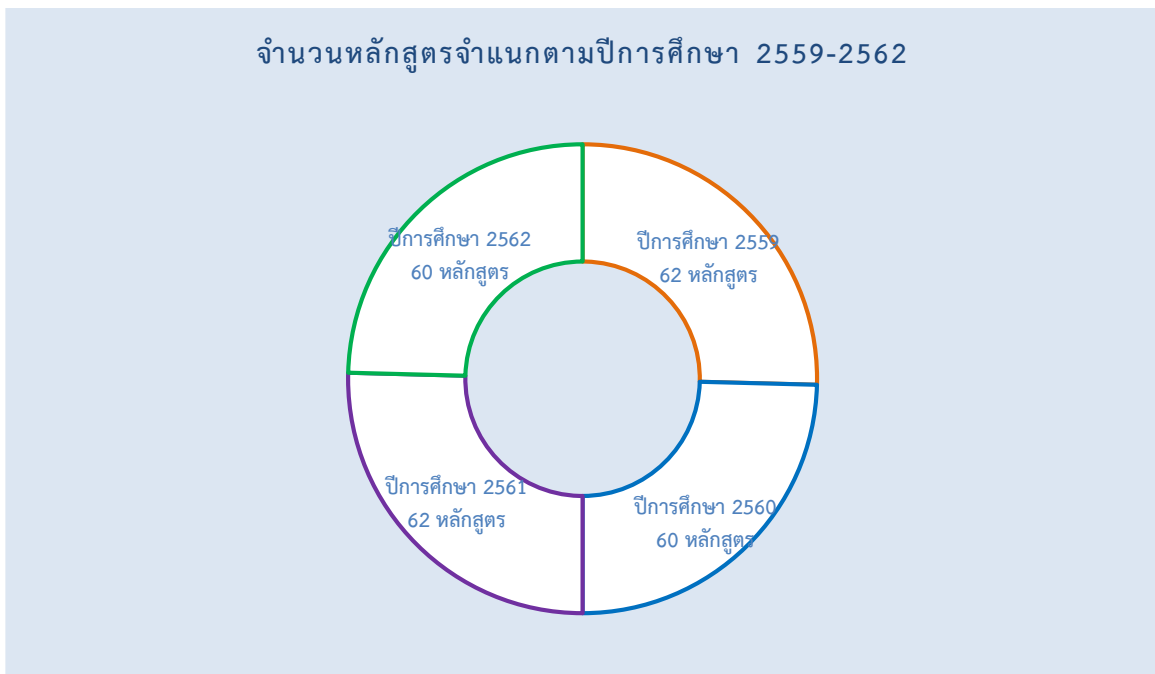 จำนวนหลักสูตรจำแนกตามปีการศึกษา 2559-2562
ปีการศึกษา 2562
60 หลักสูตร
ปีการศึกษา 2559
62 หลักสูตร
ปีการศึกษา 2561
62 หลักสูตร
ปีการศึกษา 2560
60 หลักสูตร